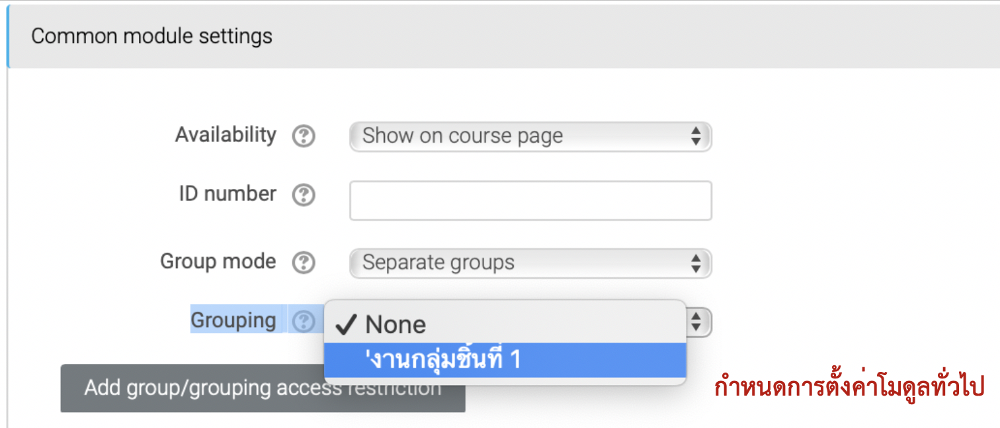 Common module settings
Availability
Show on course page
ID number
Group mode
Separate groups
Grouping
None
'งานกลุ่มชิ้นที่ 1
Add group/grouping access restriction
กำหนดการตั้งค่าโมดูลทั่วไป